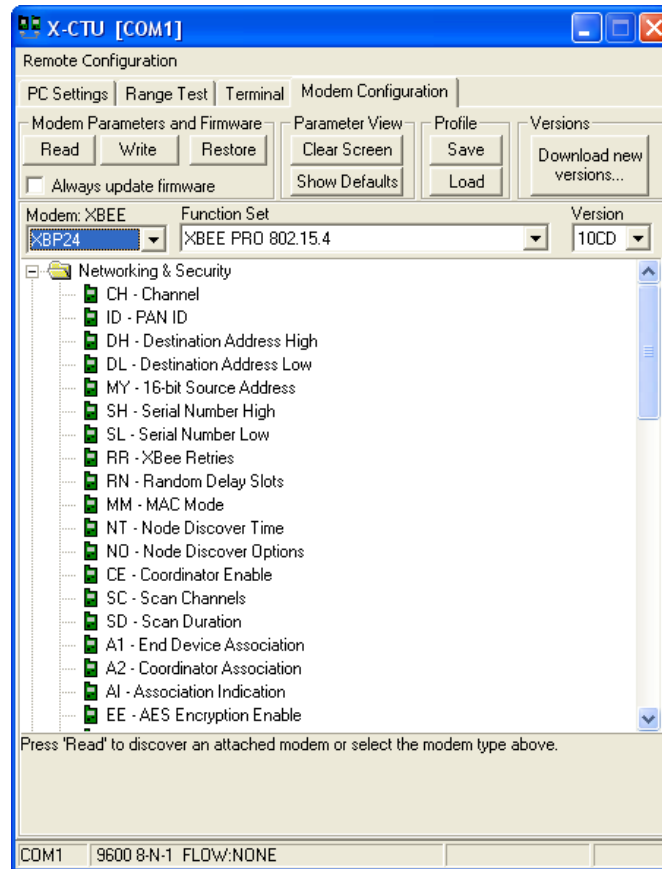 X-CTU [COM1]
Remote Configuration
PC Settings Range Test Terminal Modem Configuration
Modem Parameters and Firmware Parameter View Profile Versions
Read Write Restore Clear Screen Save Download new versions...
Always update firmware Show Defaults Load
Modem: XBEE Function Set Version
XBP24 XBEE PRO 802.15.4 10CD
Networking & Security
CH - Channel
ID - PAN ID
DH - Destination Address High
DL - Destination Address Low
MY - 16-bit Source Address
SH - Serial Number High
SL - Serial Number Low
RR - XBee Retries
RN - Random Delay Slots
MM - MAC Mode
NT - Node Discover Time
NO - Node Discover Options
CE - Coordinator Enable
SC - Scan Channels
SD - Scan Duration
A1 - End Device Association
A2 - Coordinator Association
AI - Association Indication
EE - AES Encryption Enable
Press 'Read' to discover an attached modem or select the modem type above.
COM1 9600 8-N-1 FLOW:NONE